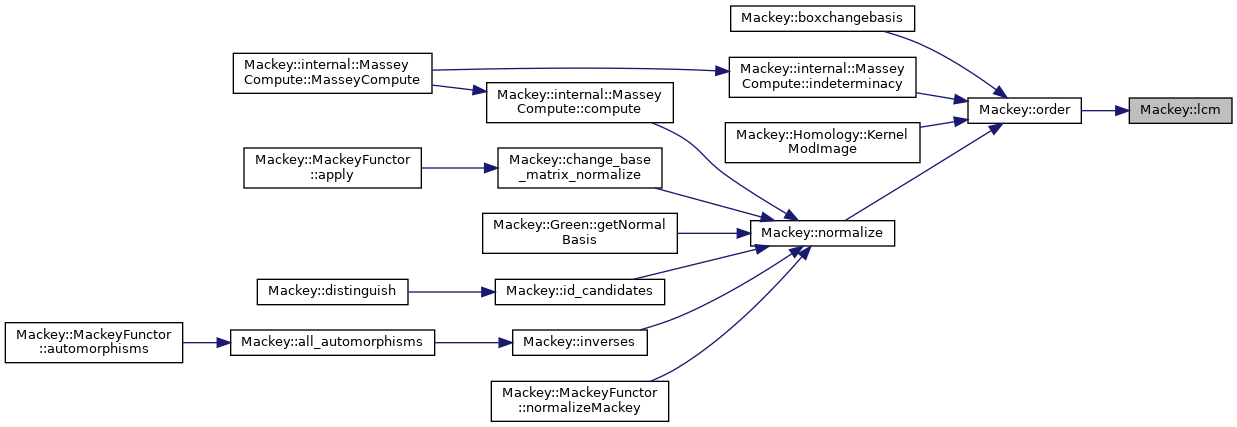 Mackey::boxchangebasis
Mackey::internal::Massey
Compute::MasseyCompute
Mackey::internal::Massey
Compute::indeterminacy
Mackey::internal::Massey
Compute::compute
Mackey::order
Mackey::lcm
Mackey::Homology::Kernel
ModImage
Mackey::MackeyFunctor
::apply
Mackey::change_base
_matrix_normalize
Mackey::Green::getNormal
Basis
Mackey::normalize
Mackey::distinguish
Mackey::id_candidates
Mackey::MackeyFunctor
::automorphisms
Mackey::all_automorphisms
Mackey::inverses
Mackey::MackeyFunctor
::normalizeMackey